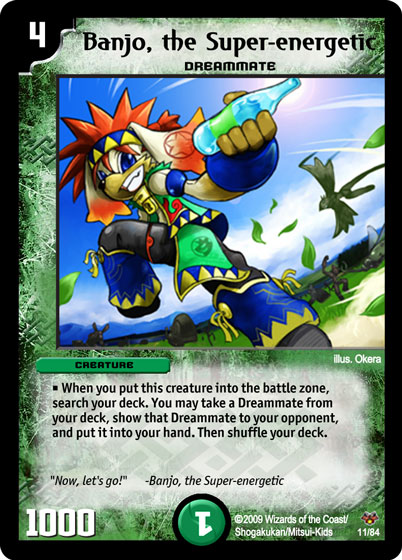 4
Banjo, the Super-energetic
DREAMMATE
illus. Okera
CREATURE
▪ When you put this creature into the battle zone,
search your deck. You may take a Dreammate from
your deck, show that Dreammate to your opponent,
and put it into your hand. Then shuffle your deck.
"Now, let's go!" -Banjo, the Super-energetic
1000
1
©2009 Wizards of the Coast/
Shogakukan/Mitsui-Kids
11/84